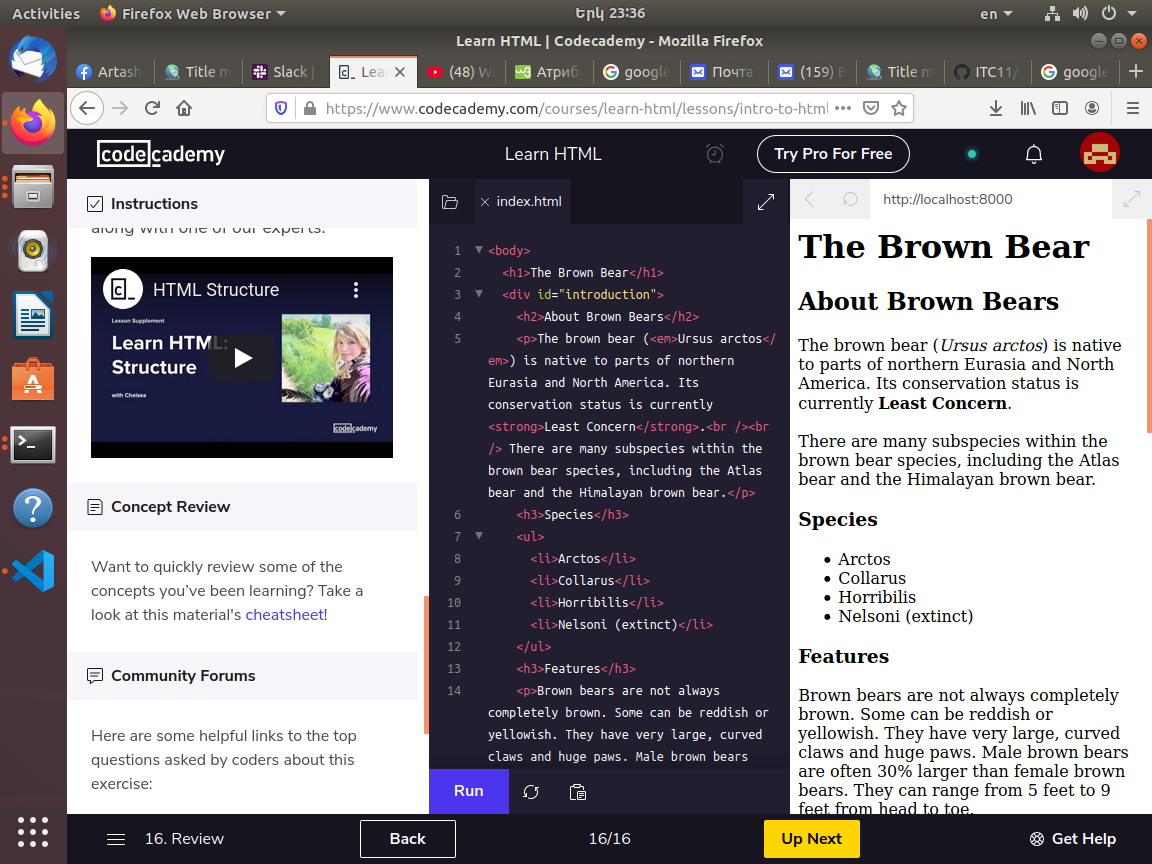 Activities
Firefox Web Browser
Երկ 23:36
en
Learn HTML | Codecademy - Mozilla Firefox
Artash
Title m
Slack
Lea
(48) W
Атрибу
google
Почта
(159) В
Title m
ITC11/
google
https://www.codecademy.com/courses/learn-html/lessons/intro-to-html
codecademy
Learn HTML
Try Pro For Free
Instructions
index.html
http://localhost:8000
along with one of our experts.
c_
HTML Structure
Lesson Supplement
Learn HTML:
Structure
with Chelsea
codecademy
Concept Review
Want to quickly review some of the
concepts you’ve been learning? Take a
look at this material's cheatsheet!
Community Forums
Here are some helpful links to the top
questions asked by coders about this
exercise:
1 <body>
2 <h1>The Brown Bear</h1>
3 <div id="introduction">
4 <h2>About Brown Bears</h2>
5 <p>The brown bear (<em>Ursus arctos</
em>) is native to parts of northern
Eurasia and North America. Its
conservation status is currently
<strong>Least Concern</strong>.<br /><br
/> There are many subspecies within the
brown bear species, including the Atlas
bear and the Himalayan brown bear.</p>
6 <h3>Species</h3>
7 <ul>
8 <li>Arctos</li>
9 <li>Collarus</li>
10 <li>Horribilis</li>
11 <li>Nelsoni (extinct)</li>
12 </ul>
13 <h3>Features</h3>
14 <p>Brown bears are not always
completely brown. Some can be reddish or
yellowish. They have very large, curved
claws and huge paws. Male brown bears
Run
The Brown Bear
About Brown Bears
The brown bear (Ursus arctos) is native
to parts of northern Eurasia and North
America. Its conservation status is
currently Least Concern.
There are many subspecies within the
brown bear species, including the Atlas
bear and the Himalayan brown bear.
Species
Arctos
Collarus
Horribilis
Nelsoni (extinct)
Features
Brown bears are not always completely
brown. Some can be reddish or
yellowish. They have very large, curved
claws and huge paws. Male brown bears
are often 30% larger than female brown
bears. They can range from 5 feet to 9
feet from head to toe.
16. Review
Back
16/16
Up Next
Get Help